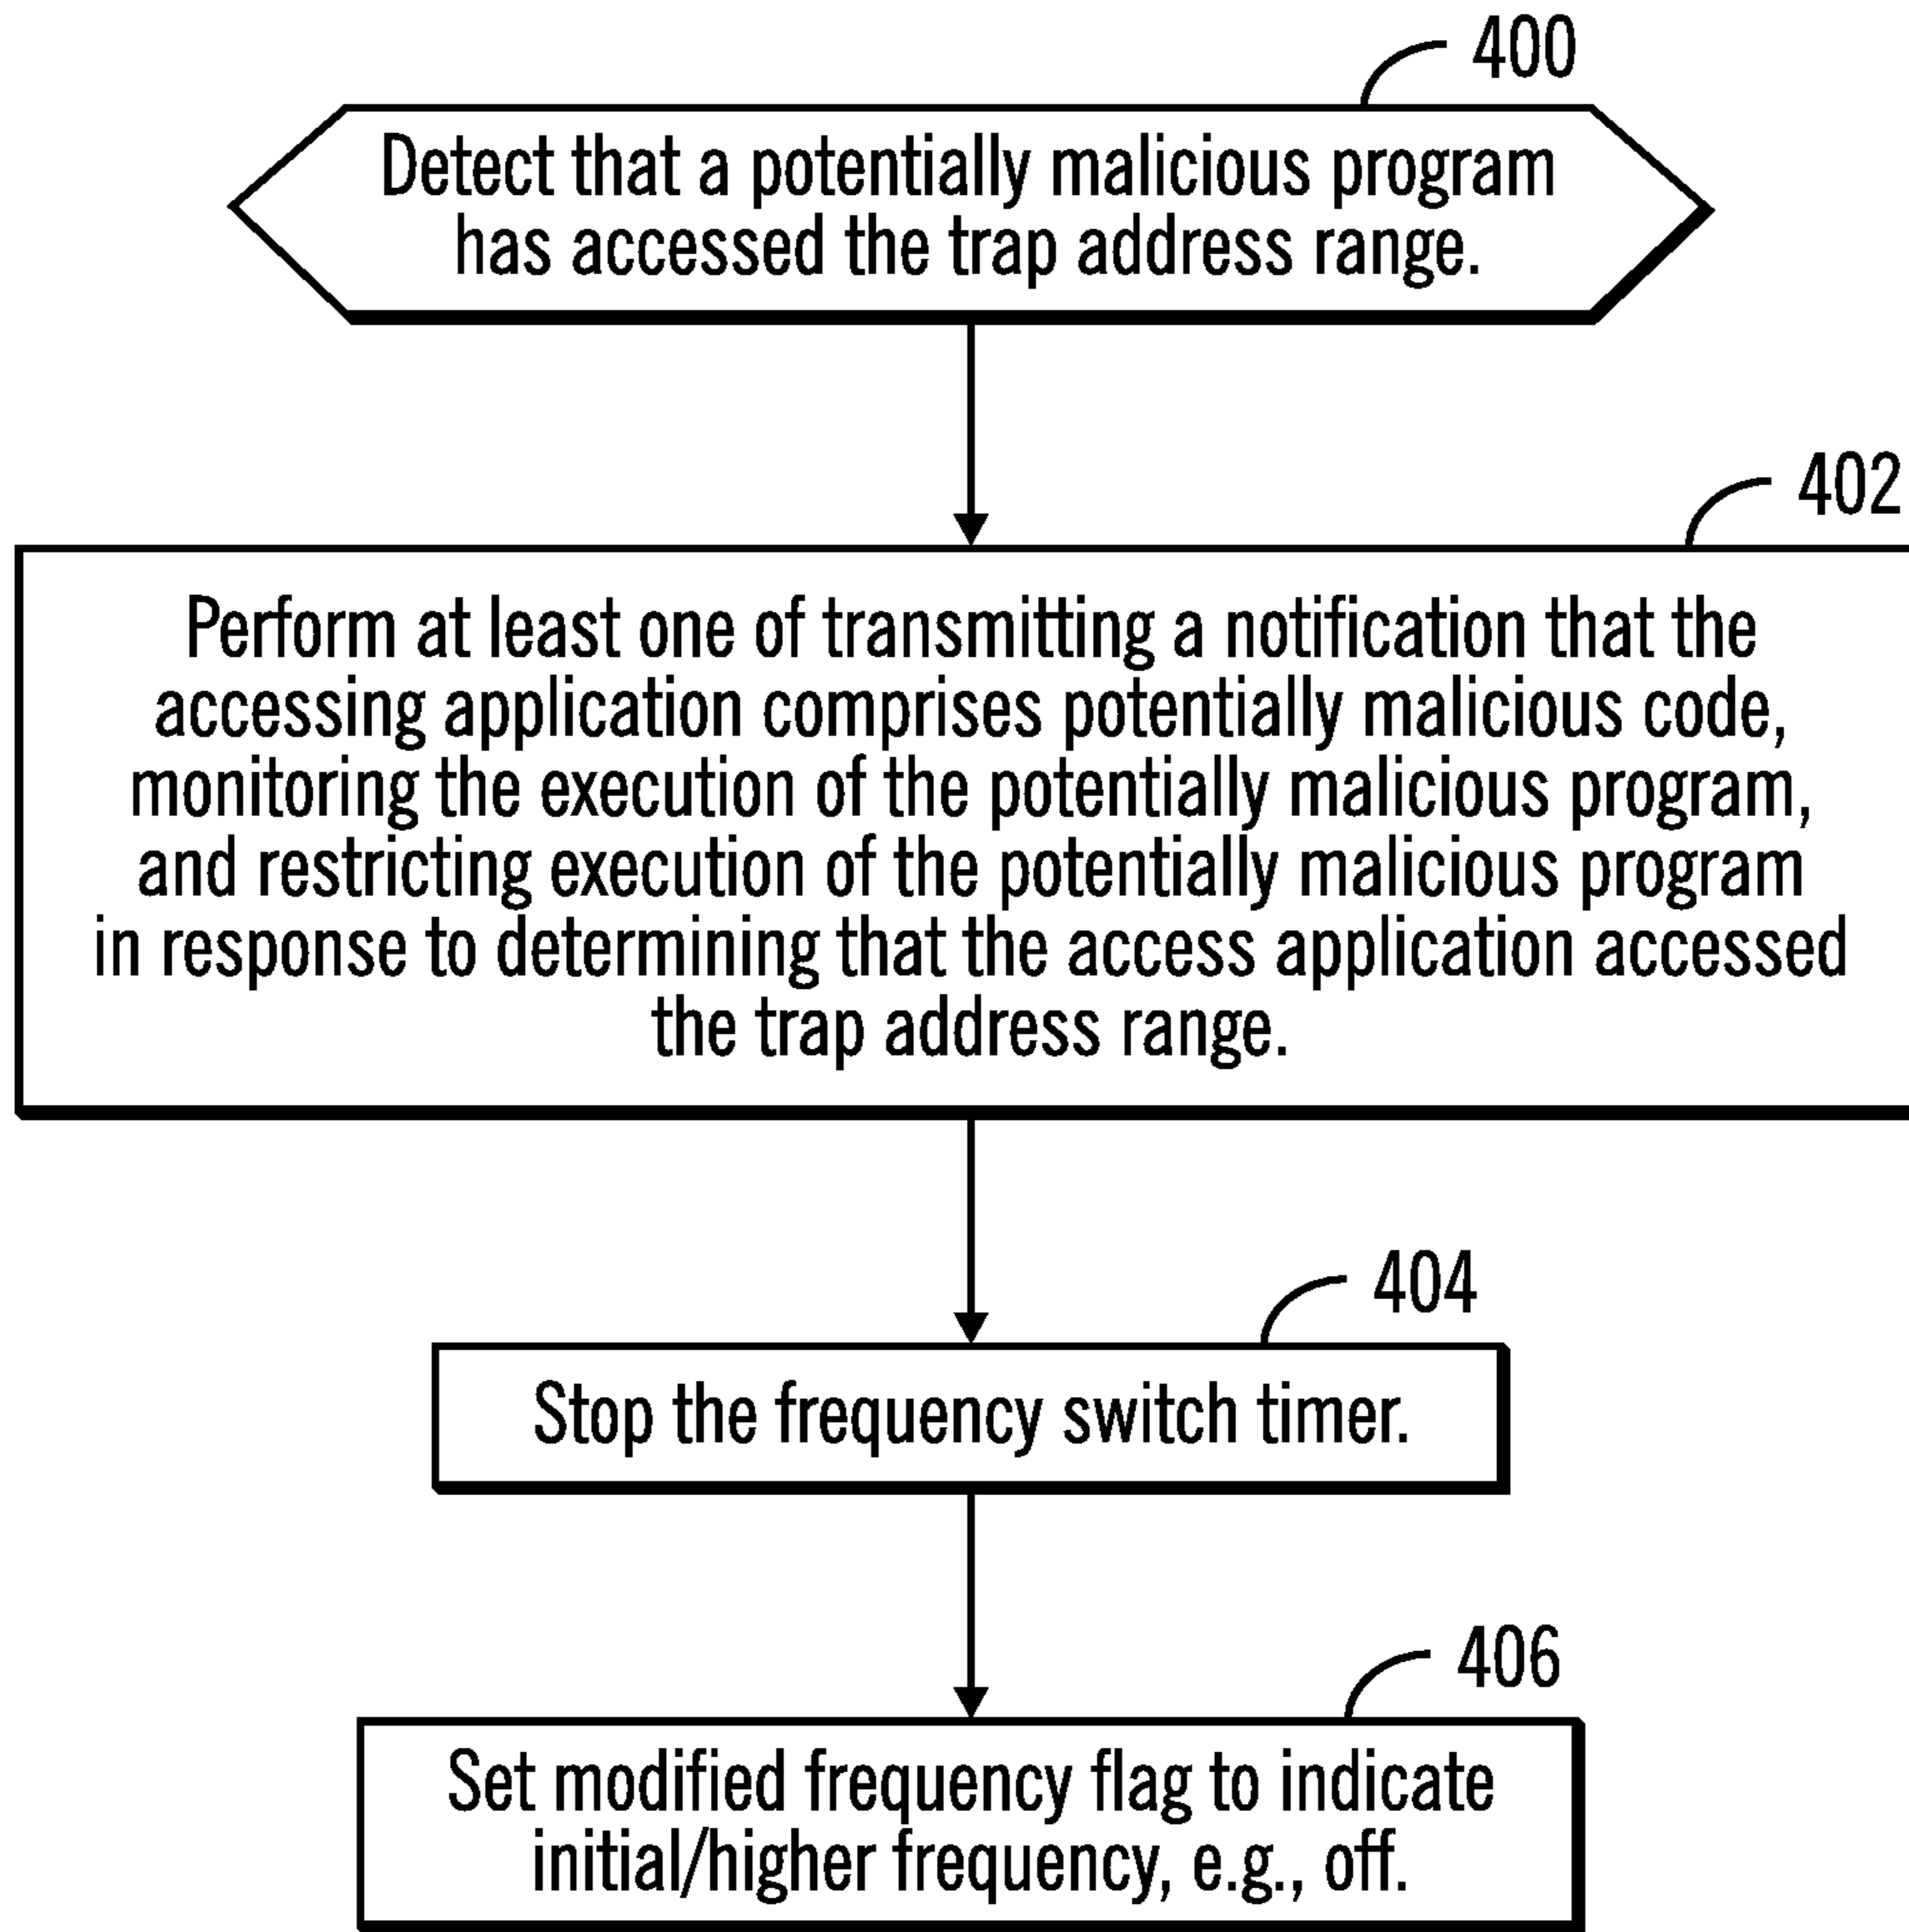 400
Detect that a potentially malicious program
has accessed the trap address range.
402
Perform at least one of transmitting a notification that the
accessing application comprises potentially malicious code,
monitoring the execution of the potentially malicious program,
and restricting execution of the potentially malicious program
in response to determining that the access application accessed
the trap address range.
404
Stop the frequency switch timer.
406
Set modified frequency flag to indicate
initial/higher frequency, e.g., off.